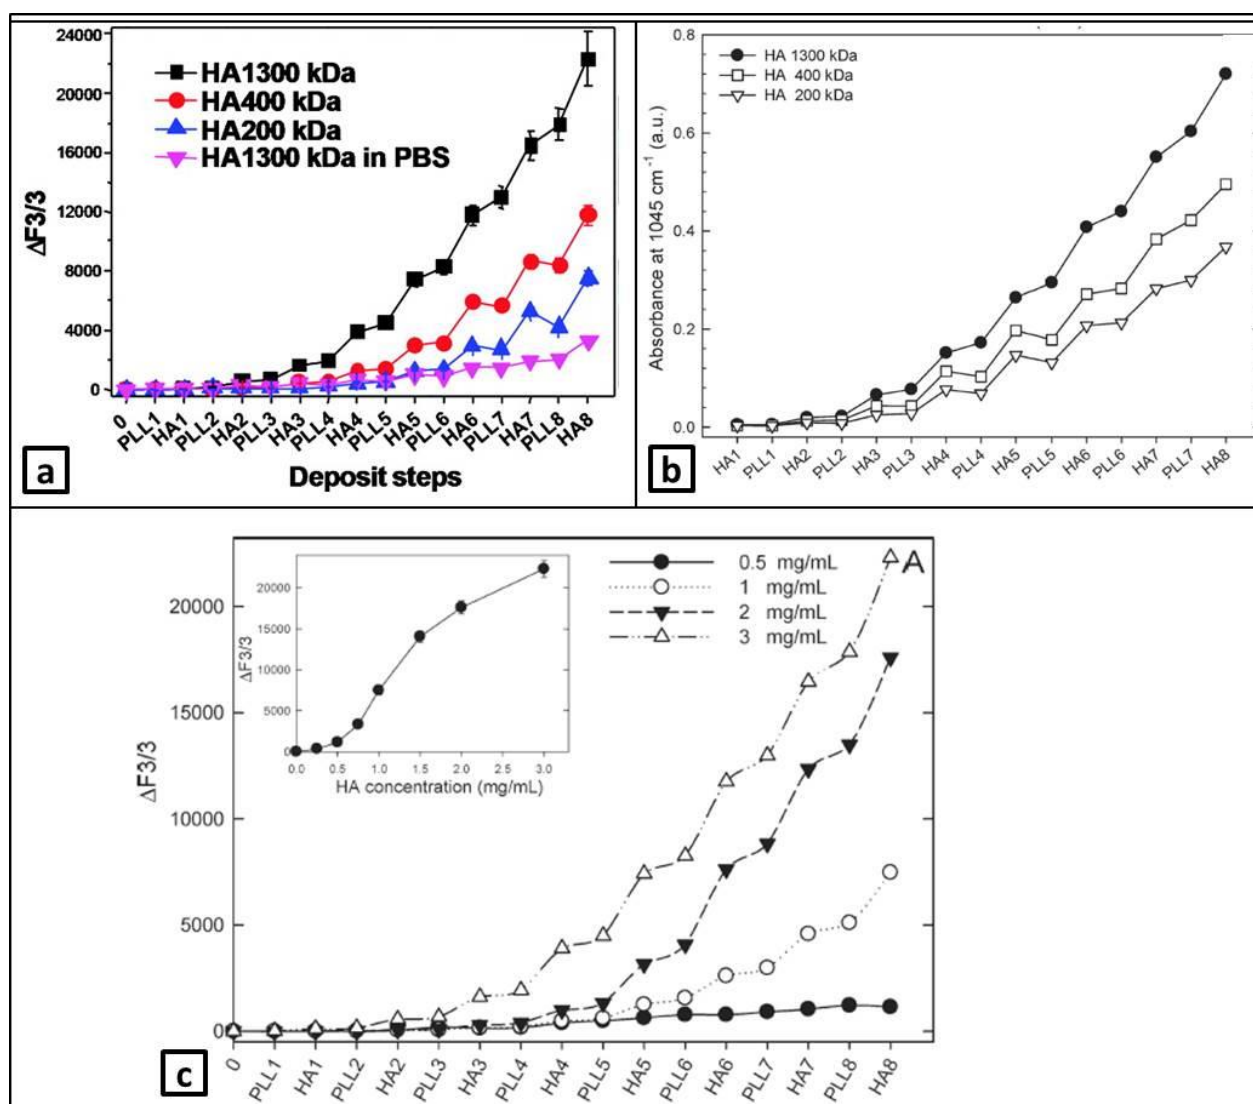 24000
20000
16000
12000
8000
4000
0
ΔF3/3
HA1300 kDa
HA400 kDa
HA200 kDa
HA1300 kDa in PBS
0 PLL1 HA1 PLL2 HA2 PLL3 HA3 PLL4 HA4 PLL5 HA5 PLL6 HA6 PLL7 HA7 PLL8 HA8
Deposit steps
a
0.8
0.6
0.4
0.2
0.0
Absorbance at 1045 cm⁻¹ (a.u.)
HA 1300 kDa
HA 400 kDa
HA 200 kDa
HA1 PLL1 HA2 PLL2 HA3 PLL3 HA4 PLL4 HA5 PLL5 HA6 PLL6 HA7 PLL7 HA8
b
A
0.5 mg/mL
1 mg/mL
2 mg/mL
3 mg/mL
20000
15000
10000
5000
0
ΔF3/3
20000
15000
10000
5000
0
ΔF3/3
0.0 0.5 1.0 1.5 2.0 2.5 3.0
HA concentration (mg/mL)
0 PLL1 HA1 PLL2 HA2 PLL3 HA3 PLL4 HA4 PLL5 HA5 PLL6 HA6 PLL7 HA7 PLL8 HA8
c